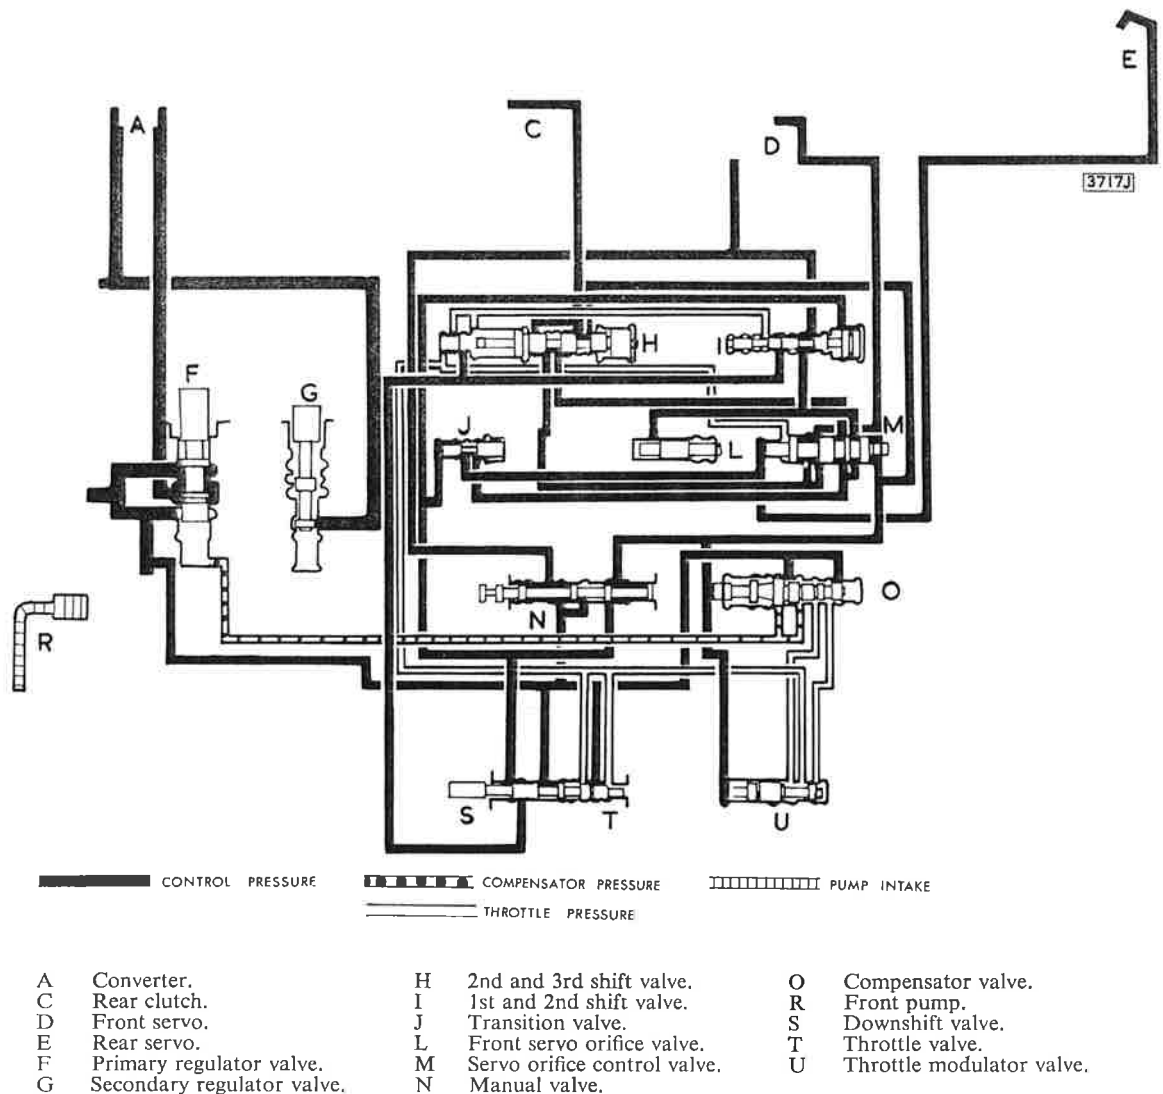 E
A
C
D
3717J
F
G
H
I
J
L
M
N
O
R
S
T
U
CONTROL PRESSURE
COMPENSATOR PRESSURE
PUMP INTAKE
THROTTLE PRESSURE
A Converter.
C Rear clutch.
D Front servo.
E Rear servo.
F Primary regulator valve.
G Secondary regulator valve.
H 2nd and 3rd shift valve.
I 1st and 2nd shift valve.
J Transition valve.
L Front servo orifice valve.
M Servo orifice control valve.
N Manual valve.
O Compensator valve.
R Front pump.
S Downshift valve.
T Throttle valve.
U Throttle modulator valve.